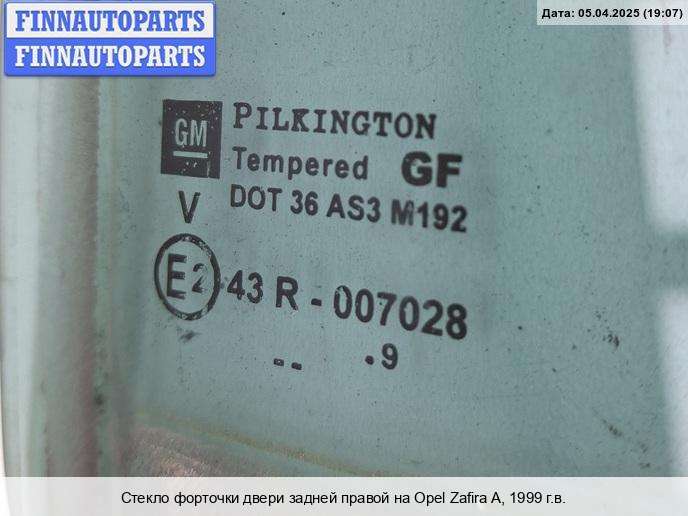 FINNAUTOPARTS
FINNAUTOPARTS
Дата: 05.04.2025 (19:07)
GM
PILKINGTON
Tempered GF
V
DOT 36 AS3 M192
E2 43 R - 007028
-- .9
Стекло форточки двери задней правой на Opel Zafira A, 1999 г.в.